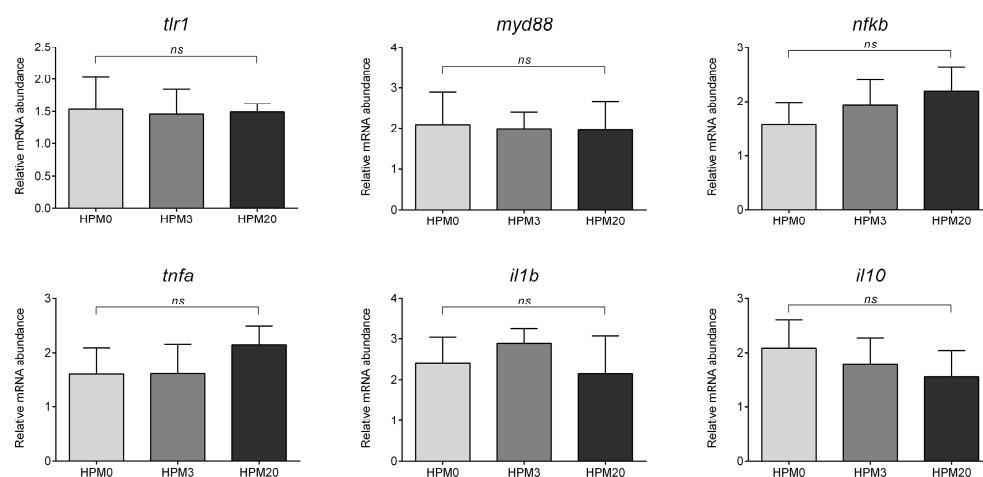 tlr1
Relative mRNA abundance
2.5
2.0
1.5
1.0
0.5
0.0
ns
HPM0 HPM3 HPM20
myd88
Relative mRNA abundance
4
3
2
1
0
ns
HPM0 HPM3 HPM20
nfkb
Relative mRNA abundance
3
2
1
0
ns
HPM0 HPM3 HPM20
tnfa
Relative mRNA abundance
3
2
1
0
ns
HPM0 HPM3 HPM20
il1b
Relative mRNA abundance
4
3
2
1
0
ns
HPM0 HPM3 HPM20
il10
Relative mRNA abundance
3
2
1
0
ns
HPM0 HPM3 HPM20